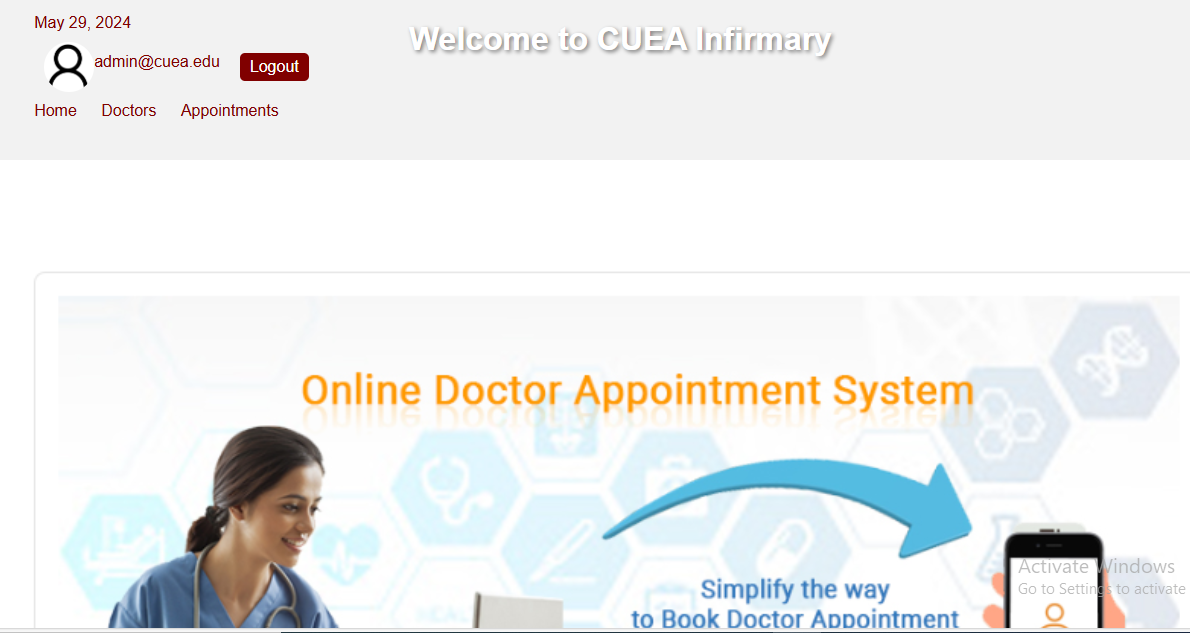 May 29, 2024
Welcome to CUEA Infirmary
admin@cuea.edu
Logout
Home Doctors Appointments
Online Doctor Appointment System
Simplify the way
to Book Doctor Appointment
Activate Windows
Go to Settings to activate